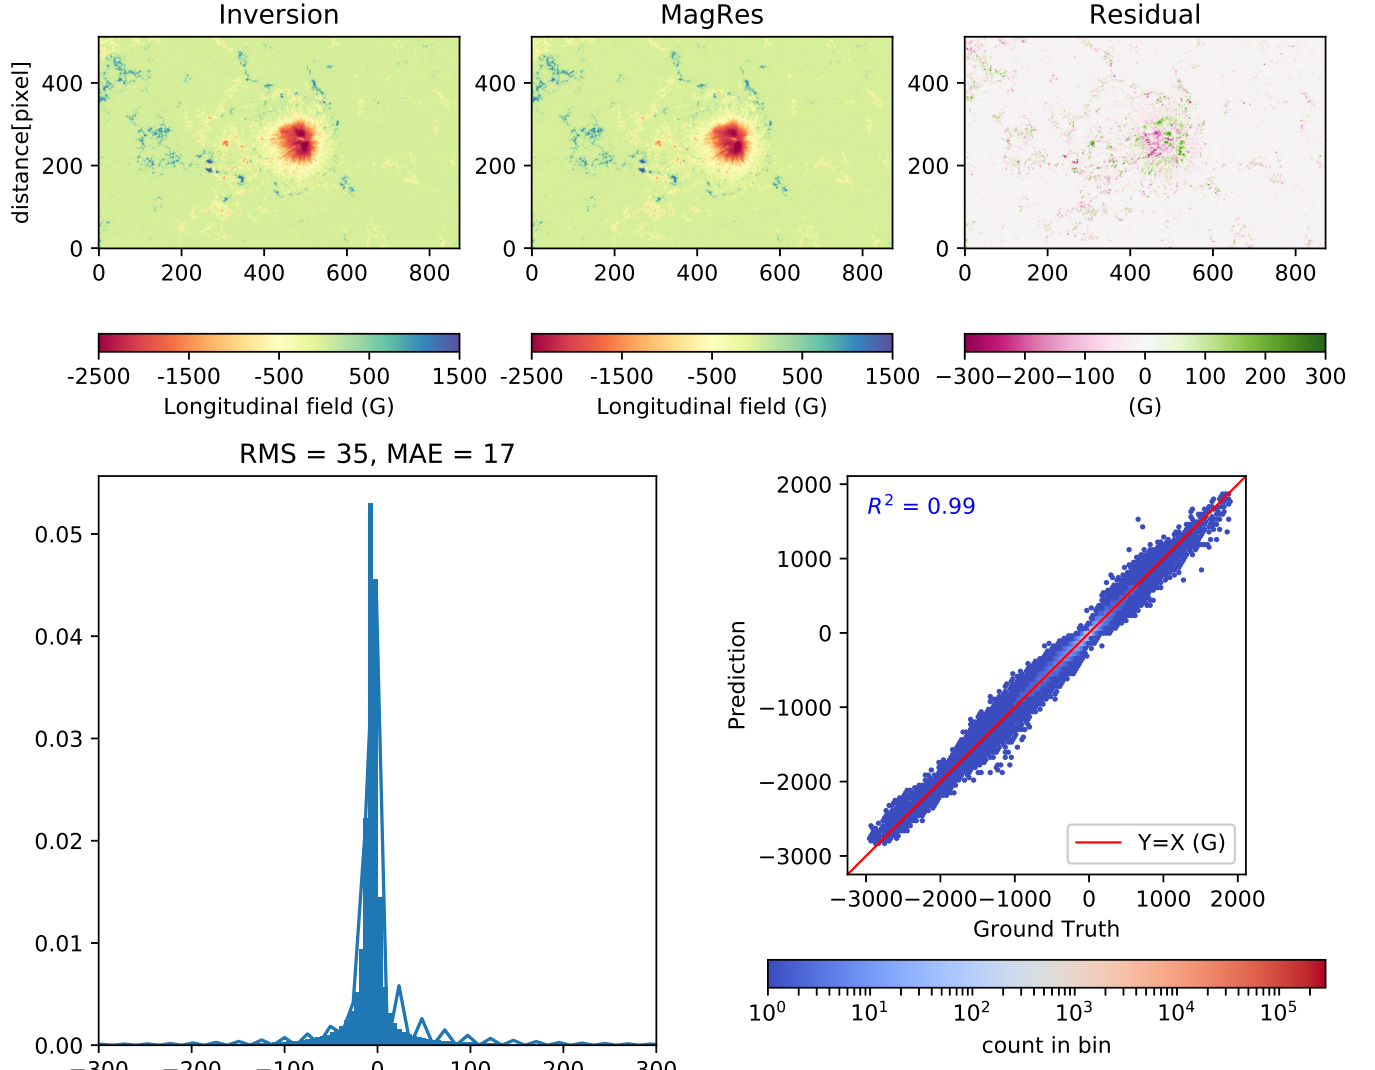 Inversion MagRes Residual
distance[pixel]
400 400 400
200 200 200
0 0 0
0 200 400 600 800 0 200 400 600 800 0 200 400 600 800
-2500 -1500 -500 500 1500 -2500 -1500 -500 500 1500 −300 −200 −100 0 100 200 300
Longitudinal field (G) Longitudinal field (G) (G)
RMS = 35, MAE = 17
0.05
0.04
0.03
0.02
0.01
0.00
−300 −200 −100 0 100 200 300
R² = 0.99
Prediction
2000
1000
0
−1000
−2000
−3000
Y=X (G)
−3000 −2000 −1000 0 1000 2000
Ground Truth
10⁰ 10¹ 10² 10³ 10⁴ 10⁵
count in bin